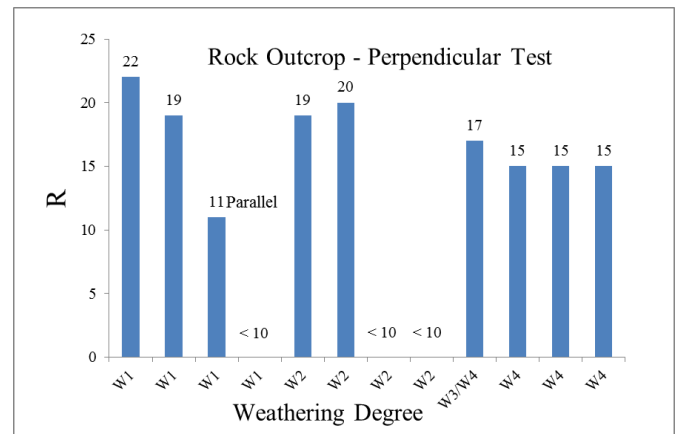 Rock Outcrop - Perpendicular Test
R
25
20
15
10
5
0
22
19
11 Parallel
< 10
19
20
< 10
< 10
17
15
15
15
W1
W1
W1
W1
W2
W2
W2
W2
W3/W4
W4
W4
W4
Weathering Degree